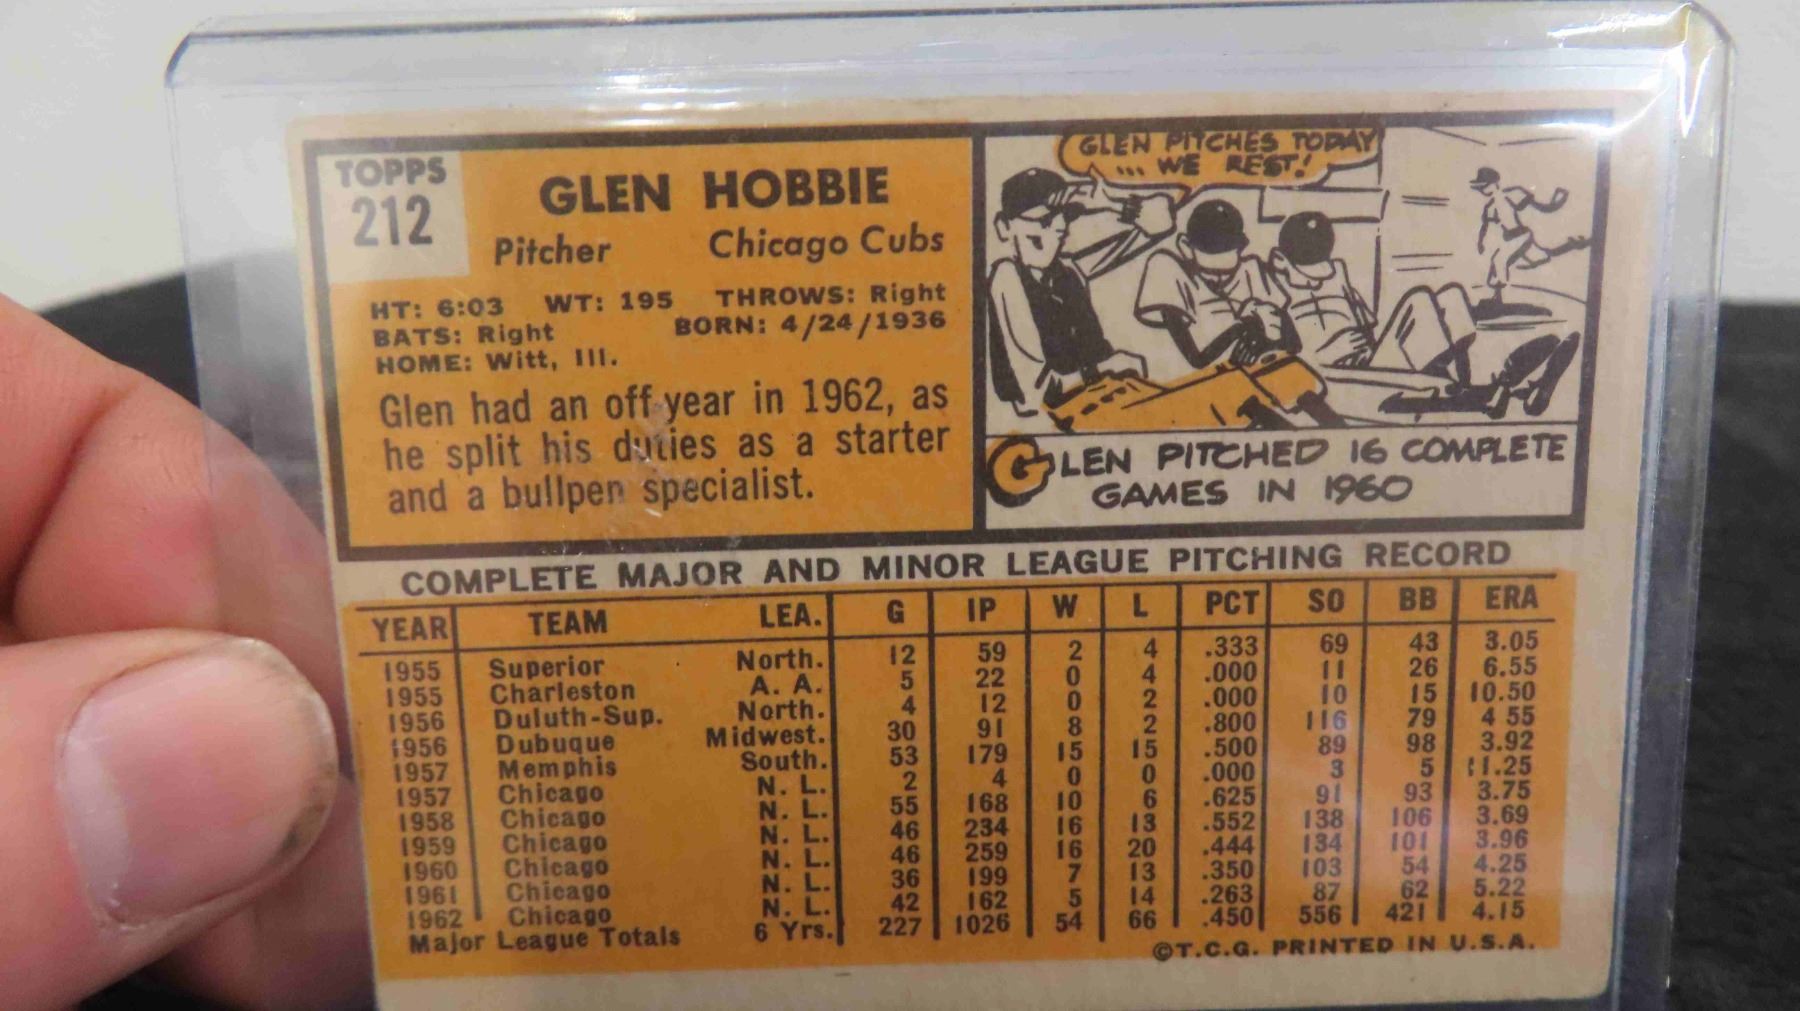 TOPPS
212
GLEN HOBBIE
Pitcher Chicago Cubs
HT: 6:03 WT: 195 THROWS: Right
BATS: Right BORN: 4/24/1936
HOME: Witt, Ill.
Glen had an off year in 1962, as
he split his duties as a starter
and a bullpen specialist.
GLEN PITCHES TODAY
... WE REST!
GLEN PITCHED 16 COMPLETE
GAMES IN 1960
COMPLETE MAJOR AND MINOR LEAGUE PITCHING RECORD
YEAR TEAM LEA. G IP W L PCT SO BB ERA
1955 Superior North. 12 59 2 4 .333 69 43 3.05
1955 Charleston A. A. 5 22 0 4 .000 11 26 6.55
1956 Duluth-Sup. North. 4 12 0 2 .000 10 15 10.50
1956 Dubuque Midwest. 30 91 8 2 .800 116 79 4 55
1957 Memphis South. 53 179 15 15 .500 89 98 3.92
1957 Chicago N. L. 2 4 0 0 .000 3 5 11.25
1958 Chicago N. L. 55 168 10 6 .625 91 93 3.75
1959 Chicago N. L. 46 234 16 13 .552 138 106 3.69
1960 Chicago N. L. 46 259 16 20 .444 134 101 3.96
1961 Chicago N. L. 36 199 7 13 .350 103 54 4.25
1962 Chicago N. L. 42 162 5 14 .263 87 62 5.22
Major League Totals 6 Yrs. 227 1026 54 66 .450 556 421 4.15
©T.C.G. PRINTED IN U.S.A.